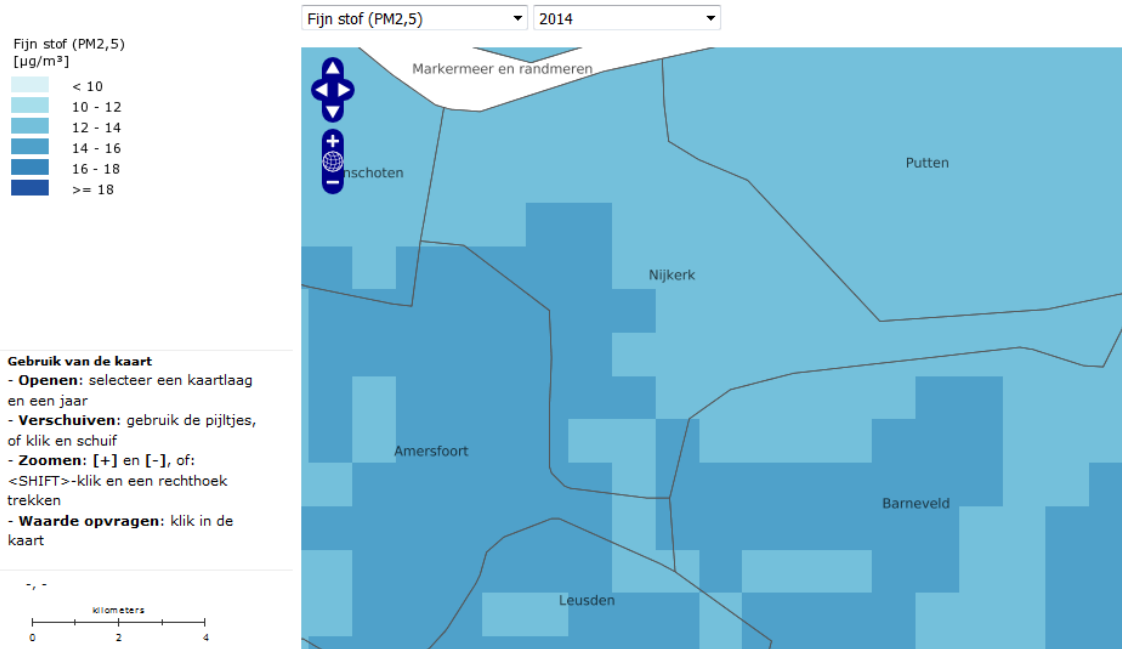 Fijn stof (PM2,5)
2014
Fijn stof (PM2,5)
[µg/m³]
< 10
10 - 12
12 - 14
14 - 16
16 - 18
>= 18
Markermeer en randmeren
nschoten
Putten
Nijkerk
Amersfoort
Barneveld
Leusden
Gebruik van de kaart
- Openen: selecteer een kaartlaag
en een jaar
- Verschuiven: gebruik de pijltjes,
of klik en schuif
- Zoomen: [+] en [-], of:
<SHIFT>-klik en een rechthoek
trekken
- Waarde opvragen: klik in de
kaart
-, -
kilometers
0 2 4